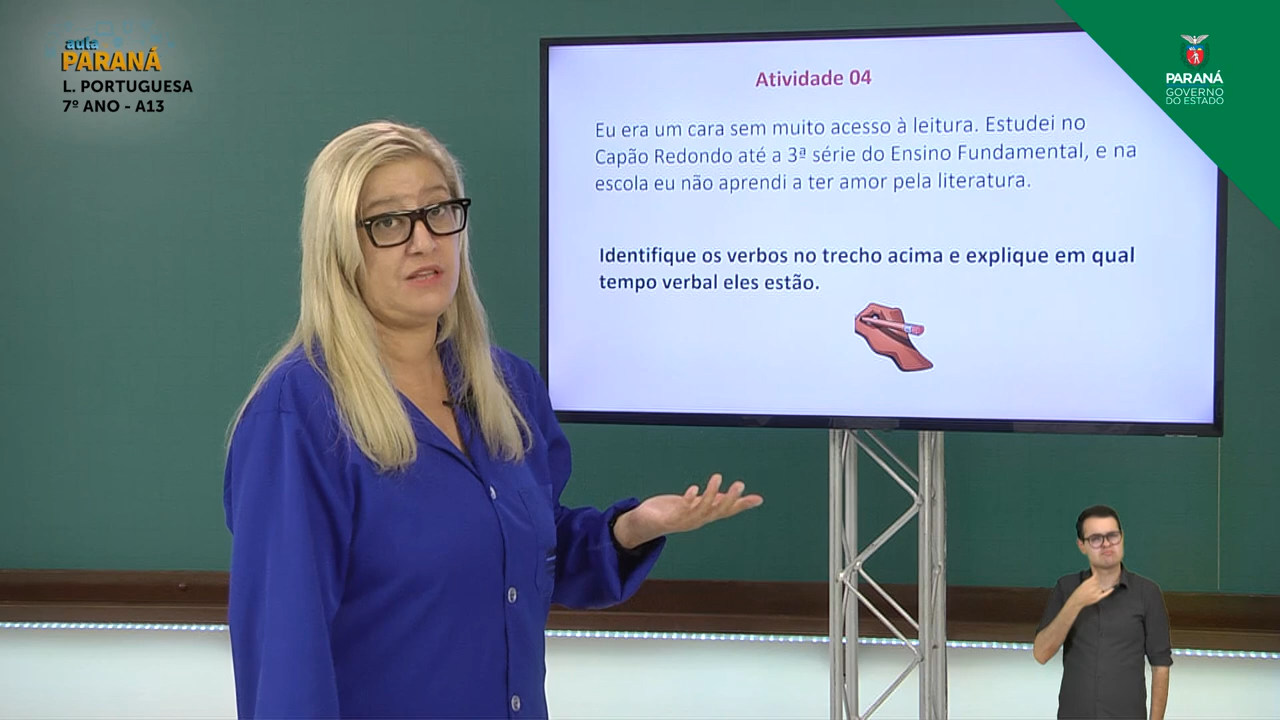 aula
PARANÁ
L. PORTUGUESA
7º ANO - A13
PARANÁ
GOVERNO
DO ESTADO
Atividade 04
Eu era um cara sem muito acesso à leitura. Estudei no
Capão Redondo até a 3ª série do Ensino Fundamental, e na
escola eu não aprendi a ter amor pela literatura.
Identifique os verbos no trecho acima e explique em qual
tempo verbal eles estão.